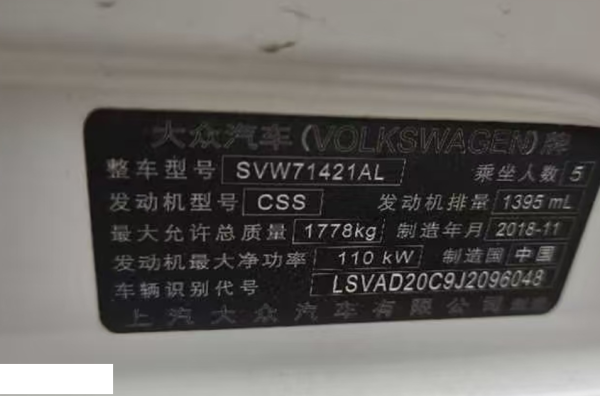 大众汽车(VOLKSWAGEN)牌
整车型号 SVW71421AL 乘坐人数 5
发动机型号 CSS 发动机排量 1395 mL
最大允许总质量 1778kg 制造年月 2018-11
发动机最大净功率 110 kW 制造国 中国
车辆识别代号 LSVAD20C9J2096048
上汽大众汽车有限公司 制造